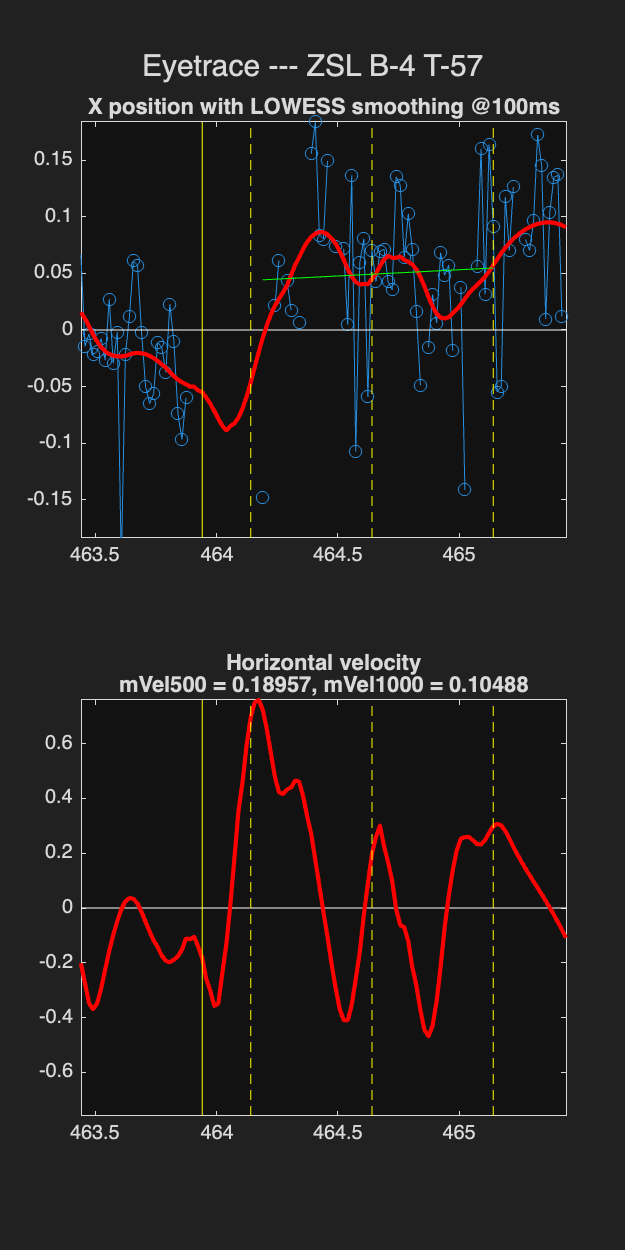 Eyetrace --- ZSL B-4 T-57
X position with LOWESS smoothing @100ms
0.15
0.1
0.05
0
-0.05
-0.1
-0.15
463.5 464 464.5 465
Horizontal velocity
mVel500 = 0.18957, mVel1000 = 0.10488
0.6
0.4
0.2
0
-0.2
-0.4
-0.6
463.5 464 464.5 465